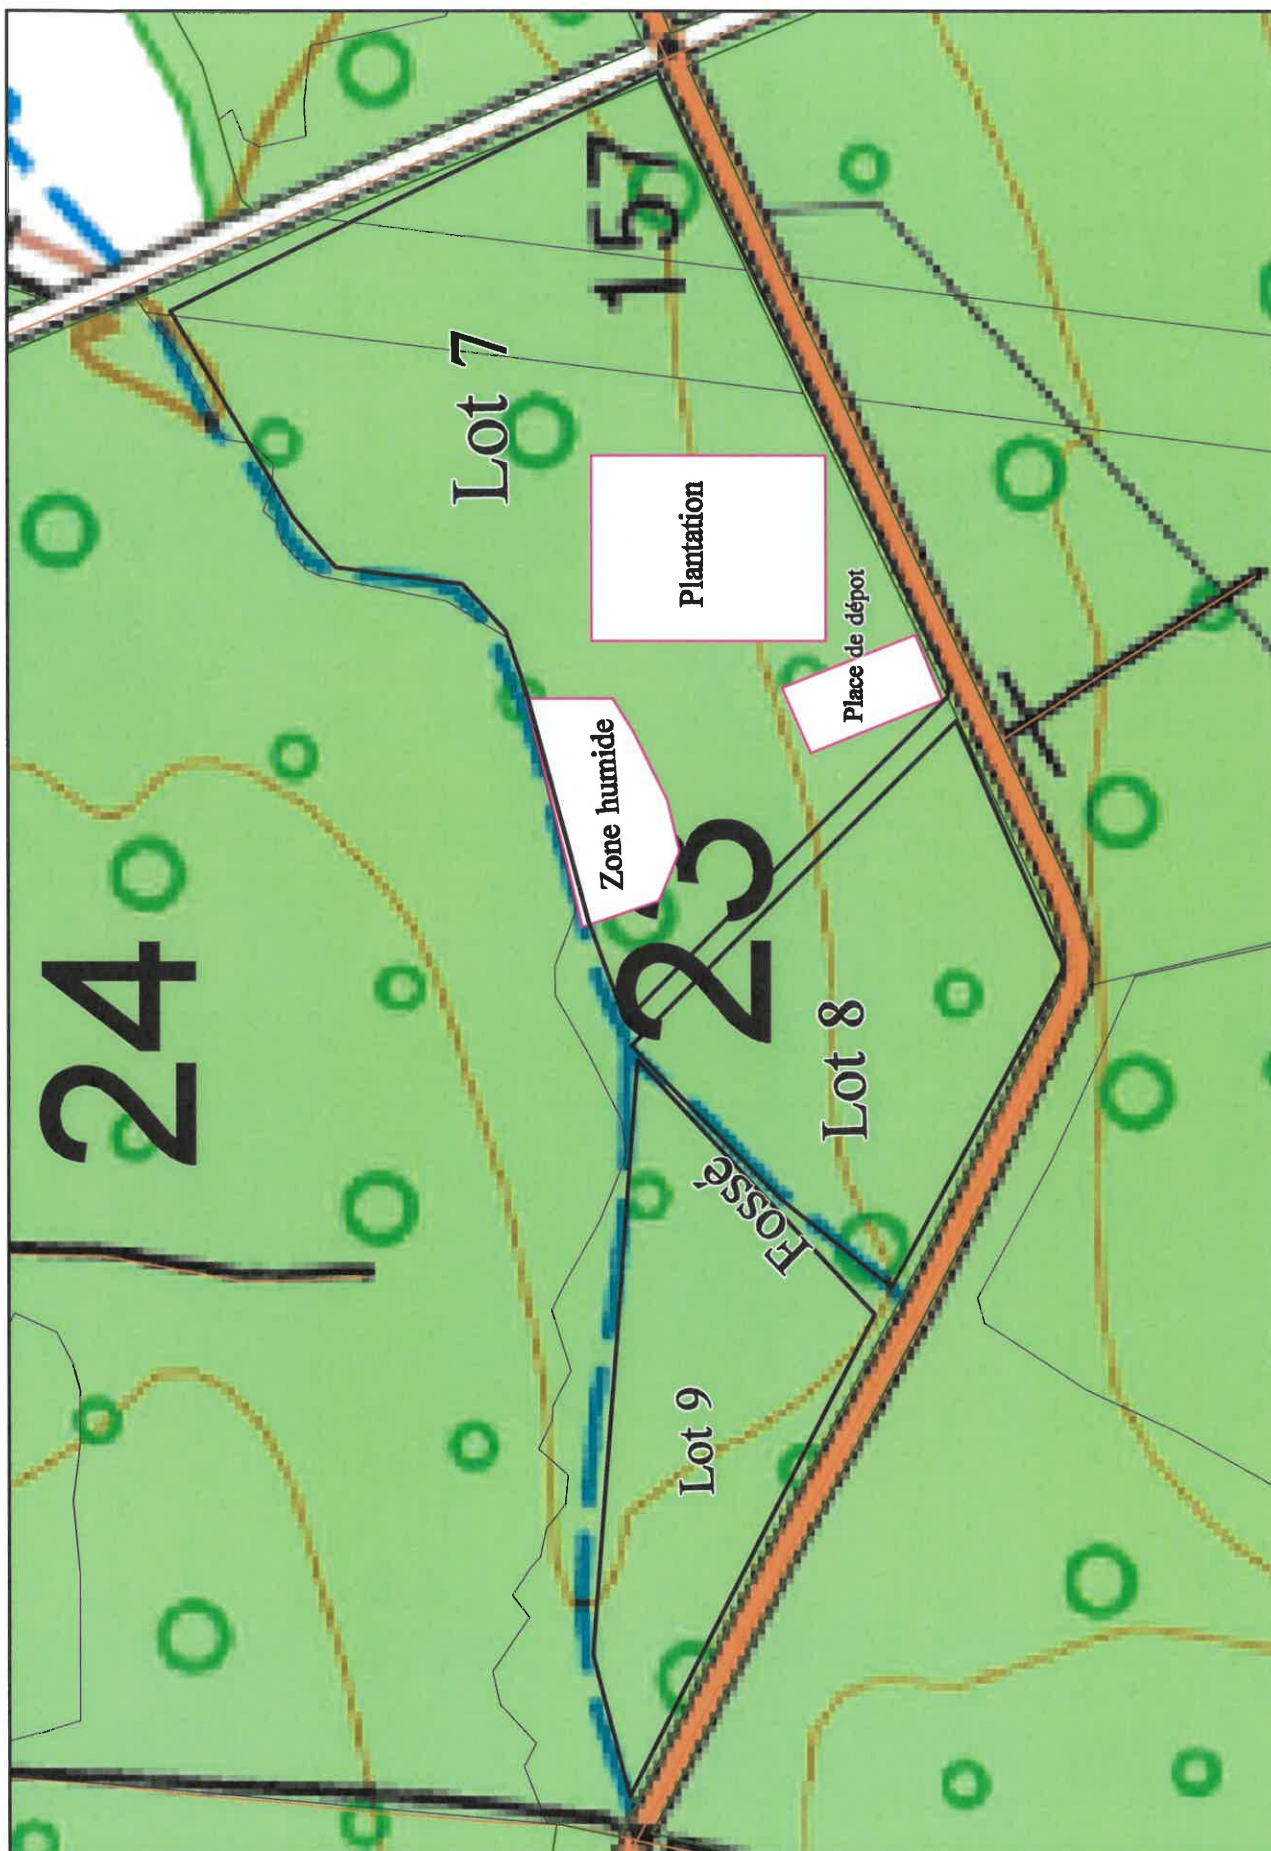 24
157
Lot 7
Plantation
Place de dépot
Zone humide
23
Lot 8
Fossé
Lot 9